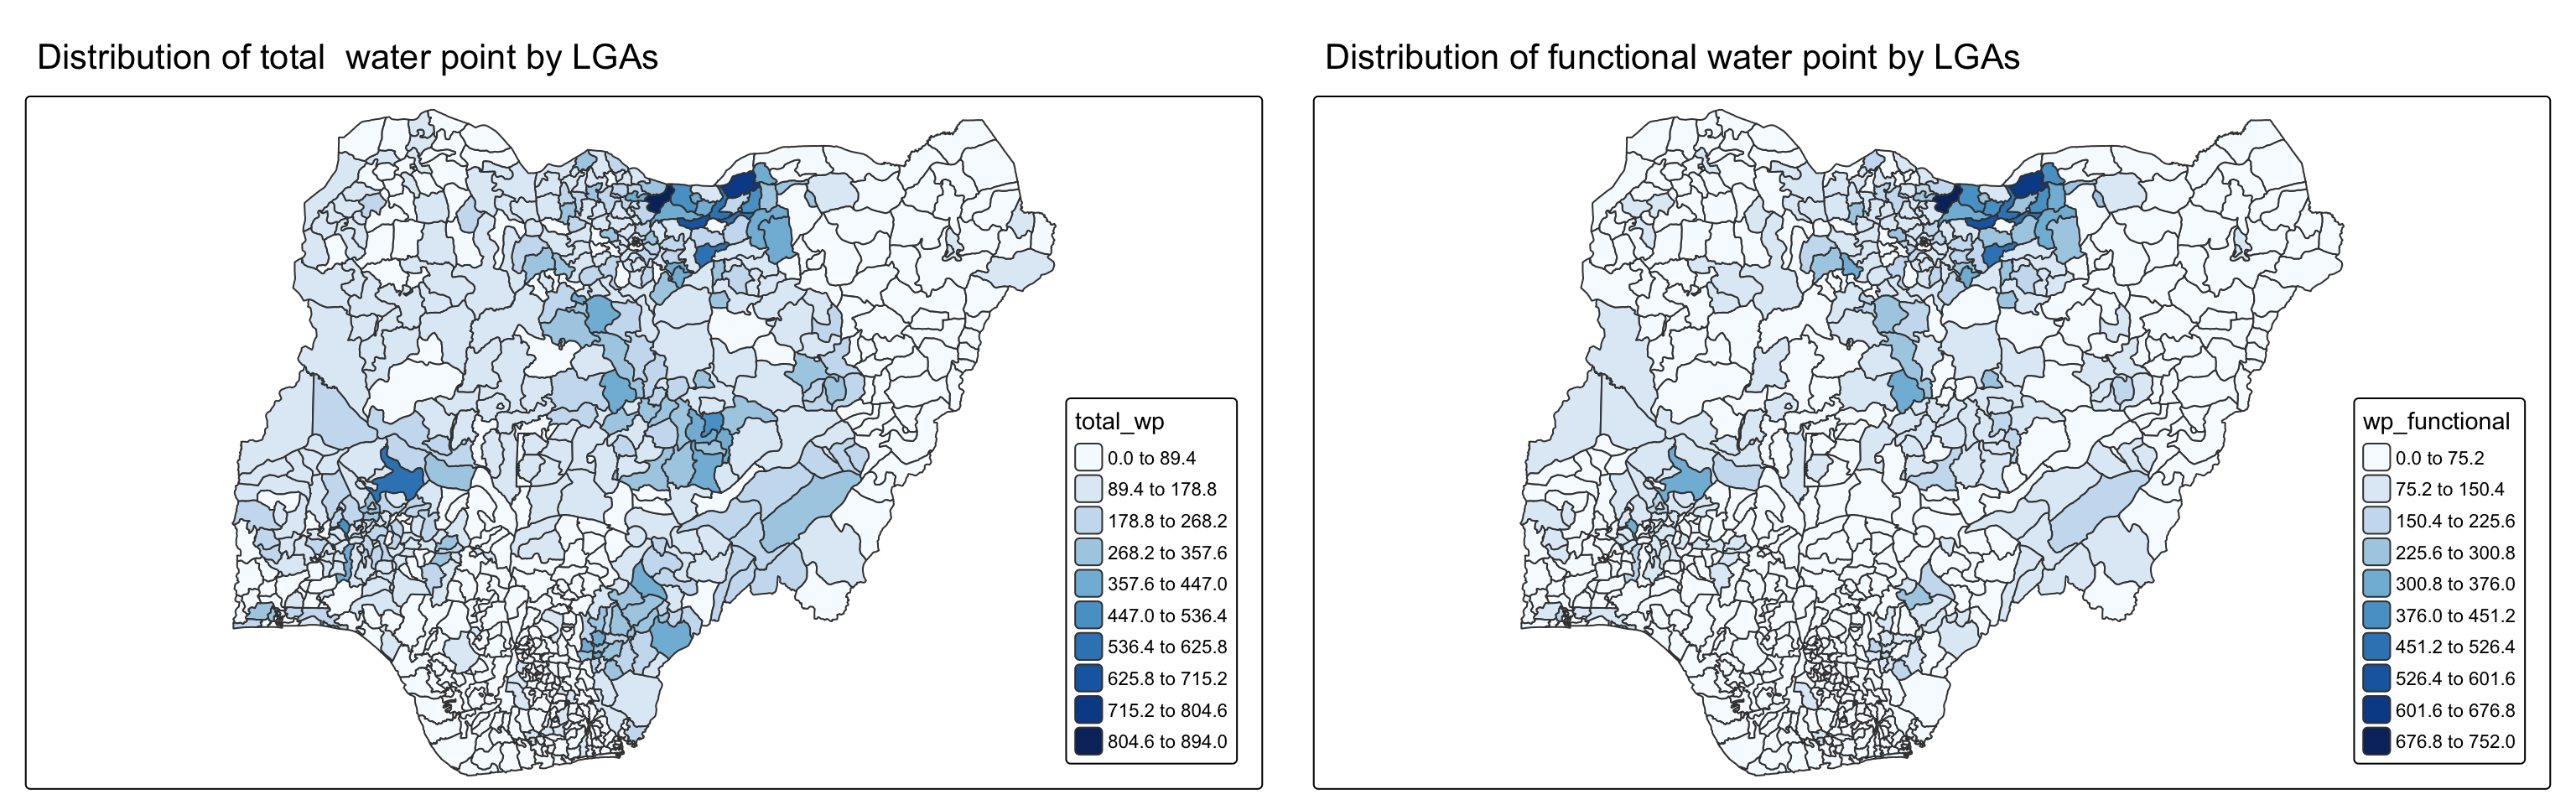 Distribution of total  water point by LGAs
total_wp
0.0 to 89.4
89.4 to 178.8
178.8 to 268.2
268.2 to 357.6
357.6 to 447.0
447.0 to 536.4
536.4 to 625.8
625.8 to 715.2
715.2 to 804.6
804.6 to 894.0
Distribution of functional water point by LGAs
wp_functional
0.0 to 75.2
75.2 to 150.4
150.4 to 225.6
225.6 to 300.8
300.8 to 376.0
376.0 to 451.2
451.2 to 526.4
526.4 to 601.6
601.6 to 676.8
676.8 to 752.0